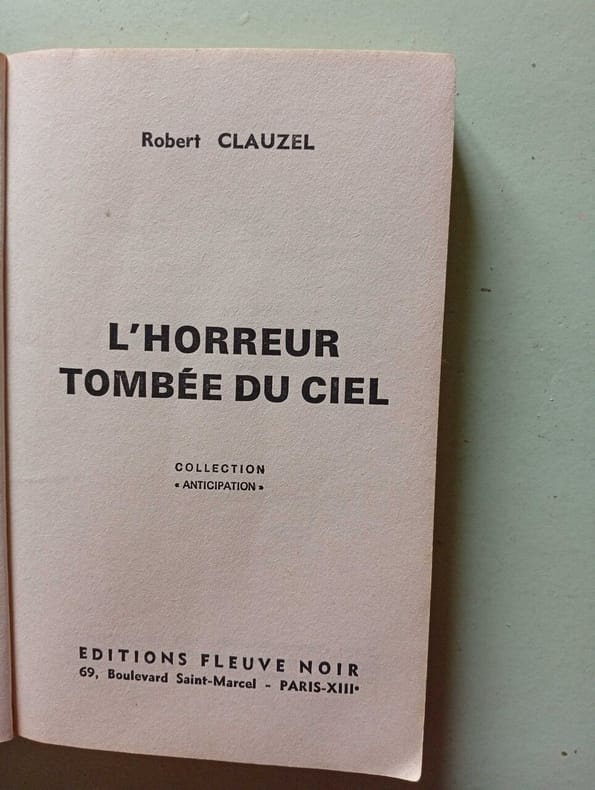 Robert CLAUZEL
L'HORREUR
TOMBÉE DU CIEL
COLLECTION
« ANTICIPATION »
EDITIONS FLEUVE NOIR
69, Boulevard Saint-Marcel - PARIS-XIIIe